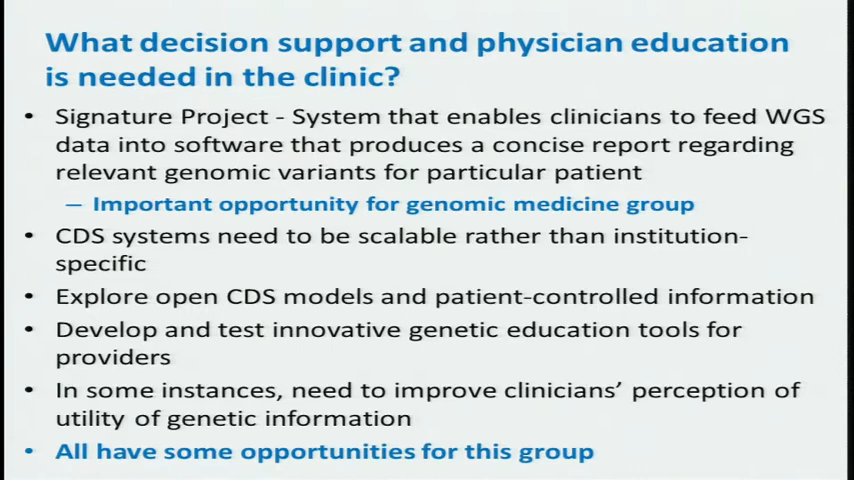 What decision support and physician education
is needed in the clinic?
• Signature Project - System that enables clinicians to feed WGS
data into software that produces a concise report regarding
relevant genomic variants for particular patient
– Important opportunity for genomic medicine group
• CDS systems need to be scalable rather than institution-
specific
• Explore open CDS models and patient-controlled information
• Develop and test innovative genetic education tools for
providers
• In some instances, need to improve clinicians’ perception of
utility of genetic information
• All have some opportunities for this group